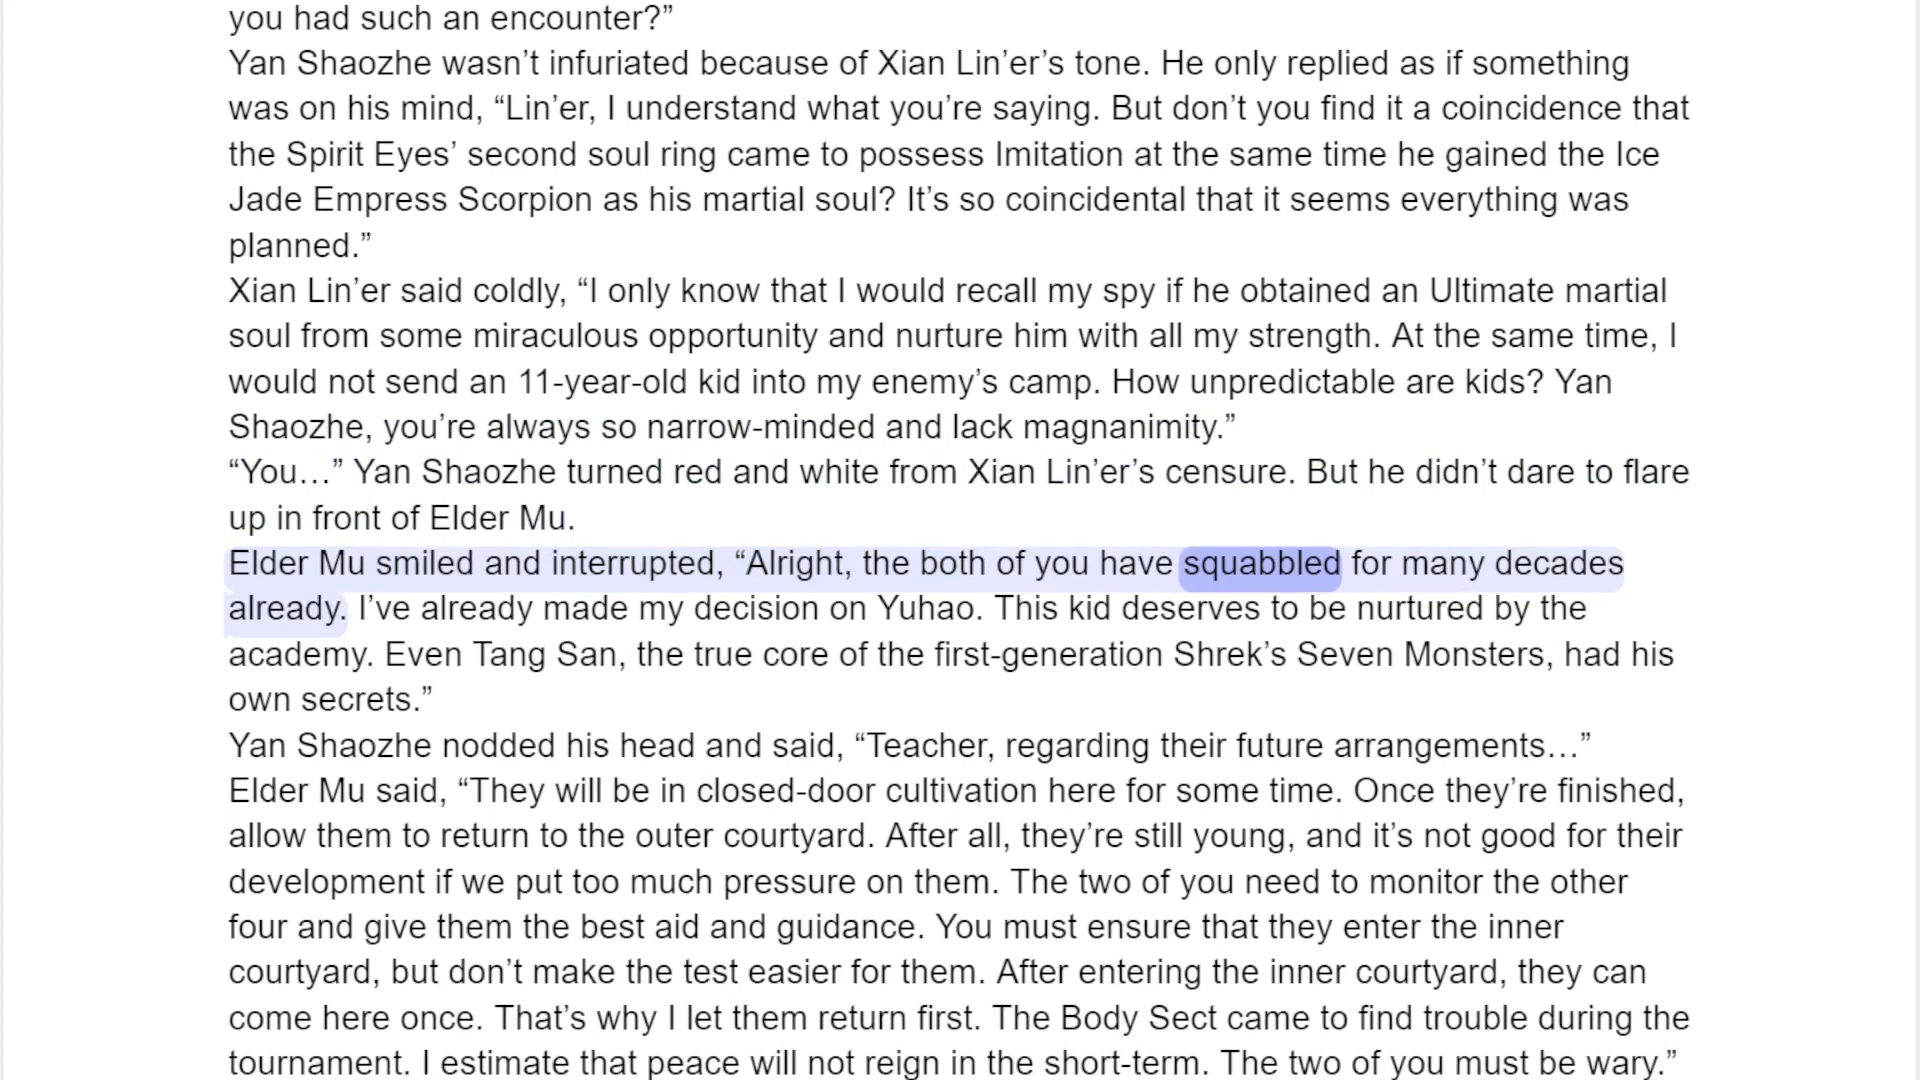 you had such an encounter?”
Yan Shaozhe wasn’t infuriated because of Xian Lin’er’s tone. He only replied as if something
was on his mind, “Lin’er, I understand what you’re saying. But don’t you find it a coincidence that
the Spirit Eyes’ second soul ring came to possess Imitation at the same time he gained the Ice
Jade Empress Scorpion as his martial soul? It’s so coincidental that it seems everything was
planned.”
Xian Lin’er said coldly, “I only know that I would recall my spy if he obtained an Ultimate martial
soul from some miraculous opportunity and nurture him with all my strength. At the same time, I
would not send an 11-year-old kid into my enemy’s camp. How unpredictable are kids? Yan
Shaozhe, you’re always so narrow-minded and lack magnanimity.”
“You…” Yan Shaozhe turned red and white from Xian Lin’er’s censure. But he didn’t dare to flare
up in front of Elder Mu.
Elder Mu smiled and interrupted, “Alright, the both of you have squabbled for many decades
already. I’ve already made my decision on Yuhao. This kid deserves to be nurtured by the
academy. Even Tang San, the true core of the first-generation Shrek’s Seven Monsters, had his
own secrets.”
Yan Shaozhe nodded his head and said, “Teacher, regarding their future arrangements…”
Elder Mu said, “They will be in closed-door cultivation here for some time. Once they’re finished,
allow them to return to the outer courtyard. After all, they’re still young, and it’s not good for their
development if we put too much pressure on them. The two of you need to monitor the other
four and give them the best aid and guidance. You must ensure that they enter the inner
courtyard, but don’t make the test easier for them. After entering the inner courtyard, they can
come here once. That’s why I let them return first. The Body Sect came to find trouble during the
tournament. I estimate that peace will not reign in the short-term. The two of you must be wary.”